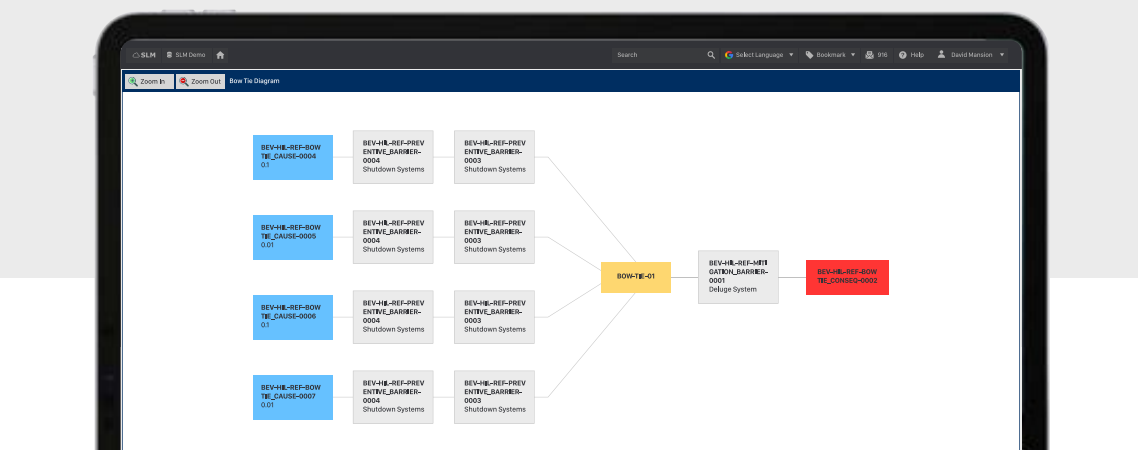 SLM SLM Demo Search Select Language Bookmark 916 Help David Mansion
Zoom In Zoom Out Bow Tie Diagram
BEV-HIL-REF-BOW
TIE_CAUSE-0004
0.1
BEV-HIL-REF-PREV
ENTIVE_BARRIER-
0004
Shutdown Systems
BEV-HIL-REF-PREV
ENTIVE_BARRIER-
0003
Shutdown Systems
BEV-HIL-REF-BOW
TIE_CAUSE-0005
0.01
BEV-HIL-REF-PREV
ENTIVE_BARRIER-
0004
Shutdown Systems
BEV-HIL-REF-PREV
ENTIVE_BARRIER-
0003
Shutdown Systems
BOW-TIE-01
BEV-HIL-REF-MITI
GATION_BARRIER-
0001
Deluge System
BEV-HIL-REF-BOW
TIE_CONSEQ-0002
BEV-HIL-REF-BOW
TIE_CAUSE-0006
0.1
BEV-HIL-REF-PREV
ENTIVE_BARRIER-
0004
Shutdown Systems
BEV-HIL-REF-PREV
ENTIVE_BARRIER-
0003
Shutdown Systems
BEV-HIL-REF-BOW
TIE_CAUSE-0007
0.01
BEV-HIL-REF-PREV
ENTIVE_BARRIER-
0004
Shutdown Systems
BEV-HIL-REF-PREV
ENTIVE_BARRIER-
0003
Shutdown Systems